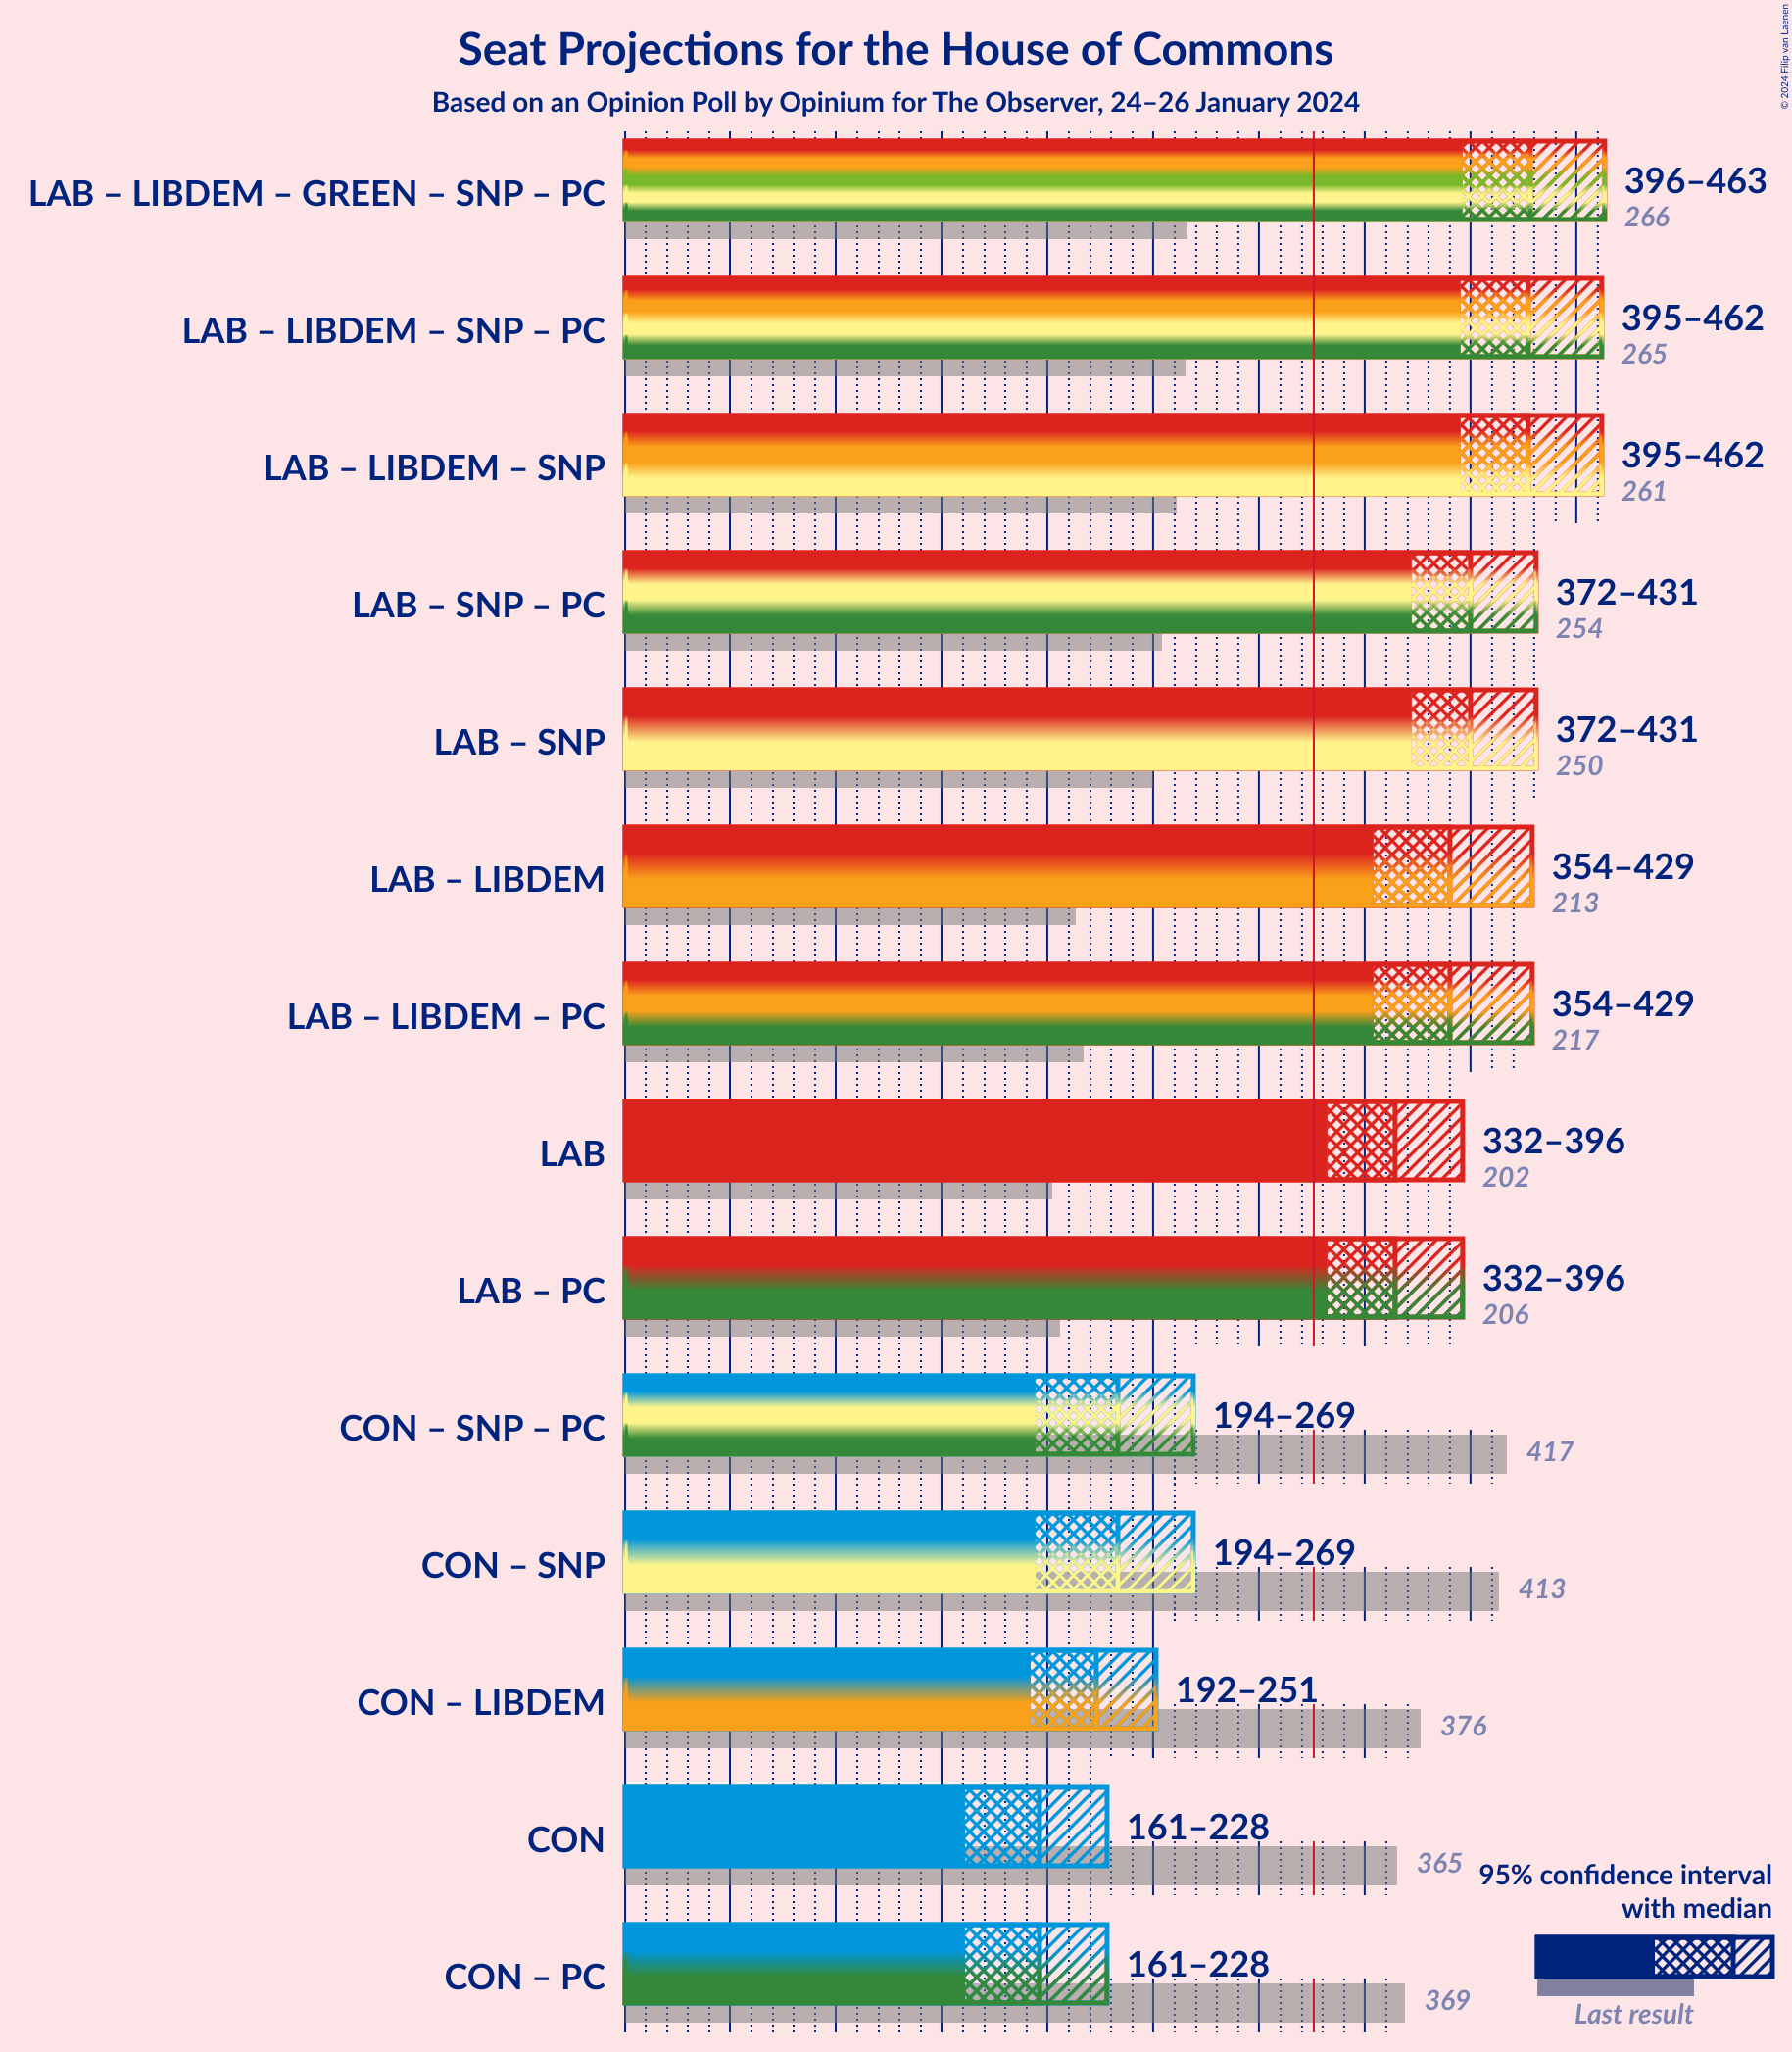 © 2024 Filip van Laenen
Seat Projections for the House of Commons
Based on an Opinion Poll by Opinium for The Observer, 24–26 January 2024
LAB – LIBDEM – GREEN – SNP – PC
396–463
266
LAB – LIBDEM – SNP – PC
395–462
265
LAB – LIBDEM – SNP
395–462
261
LAB – SNP – PC
372–431
254
LAB – SNP
372–431
250
LAB – LIBDEM
354–429
213
LAB – LIBDEM – PC
354–429
217
LAB
332–396
202
LAB – PC
332–396
206
CON – SNP – PC
194–269
417
CON – SNP
194–269
413
CON – LIBDEM
192–251
376
CON
161–228
365
CON – PC
161–228
369
95% confidence interval
with median
Last result